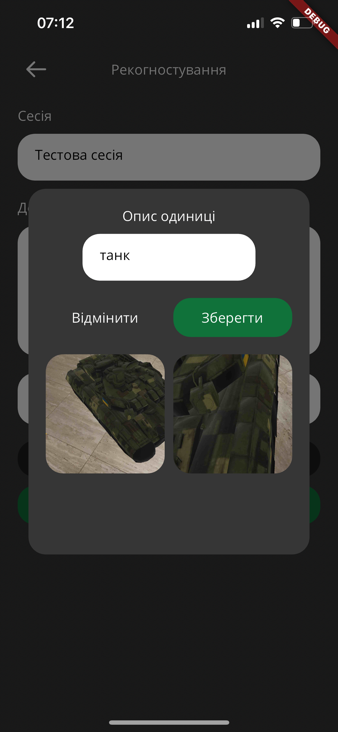 07:12
DEBUG
Рекогностування
Сесія
Тестова сесія
Опис одиниці
танк
Відмінити
Зберегти